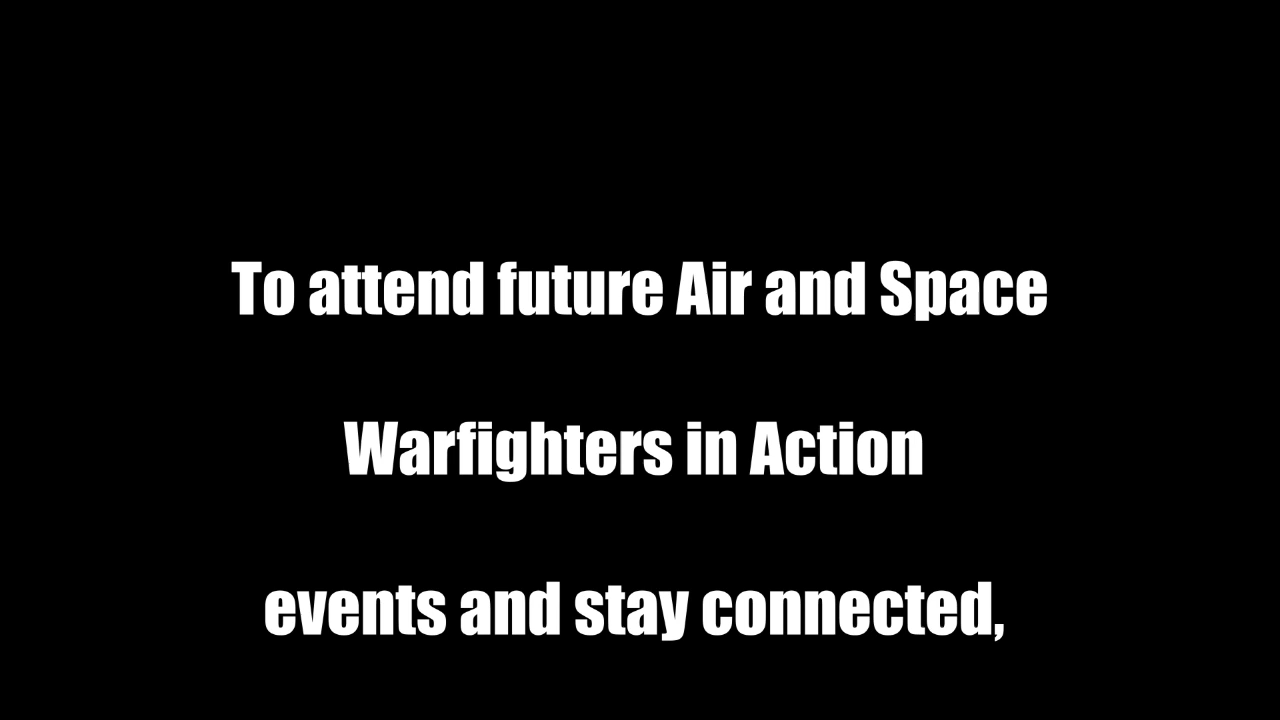 To attend future Air and Space
Warfighters in Action
events and stay connected,